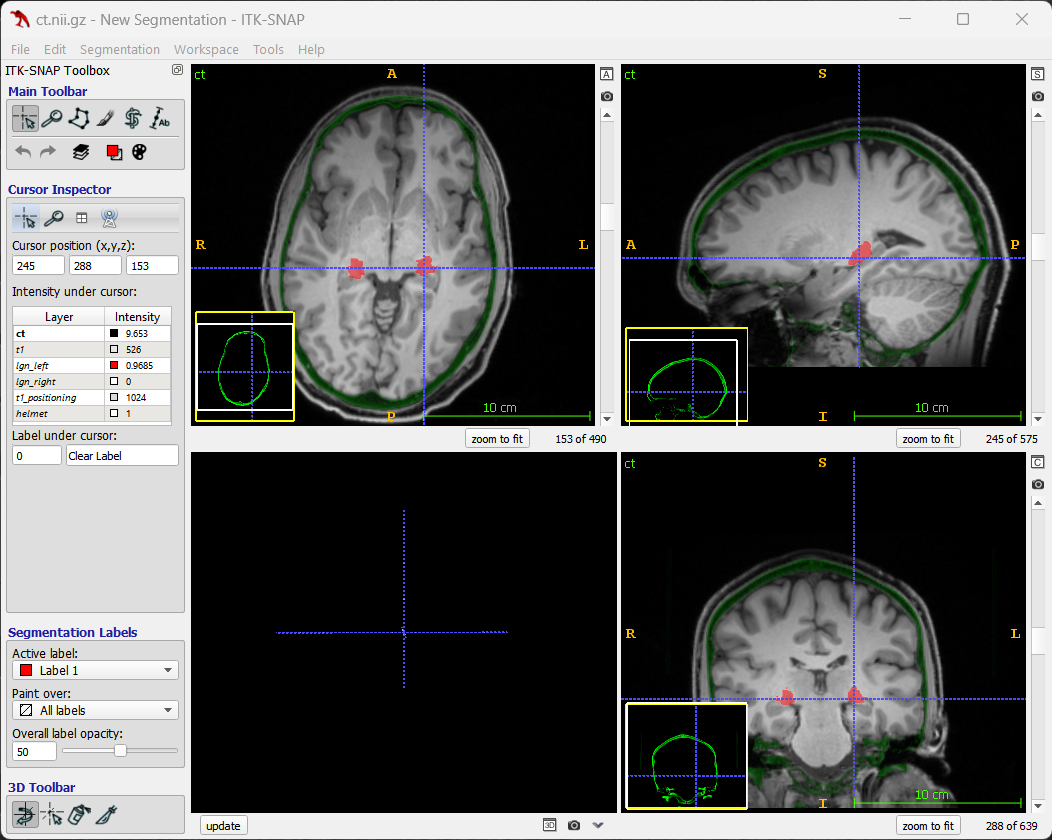 ct.nii.gz - New Segmentation - ITK-SNAP
File Edit Segmentation Workspace Tools Help
ITK-SNAP Toolbox
Main Toolbar
Ab
Cursor Inspector
Cursor position (x,y,z):
245 288 153
Intensity under cursor:
Layer Intensity
ct 9.653
t1 526
lgn_left 0.9685
lgn_right 0
t1_positioning 1024
helmet 1
Label under cursor:
0 Clear Label
Segmentation Labels
Active label:
Label 1
Paint over:
All labels
Overall label opacity:
50
3D Toolbar
ct
A
R
L
P
10 cm
A
zoom to fit 153 of 490
ct
S
A
P
I
10 cm
S
zoom to fit 245 of 575
update
3D
ct
S
R
L
I
10 cm
C
zoom to fit 288 of 639